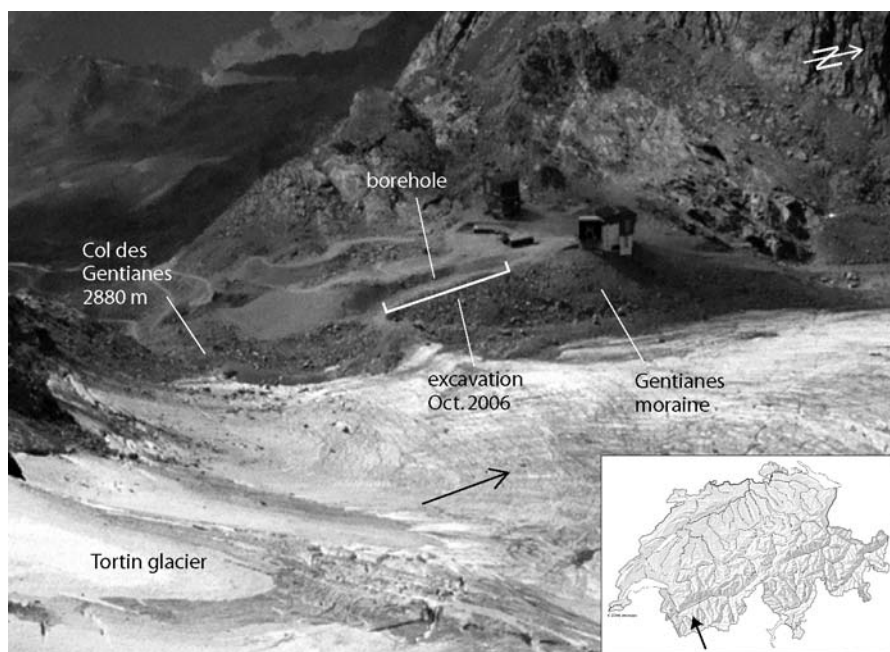 N
borehole
Col des
Gentianes
2880 m
excavation
Oct. 2006
Gentianes
moraine
Tortin glacier